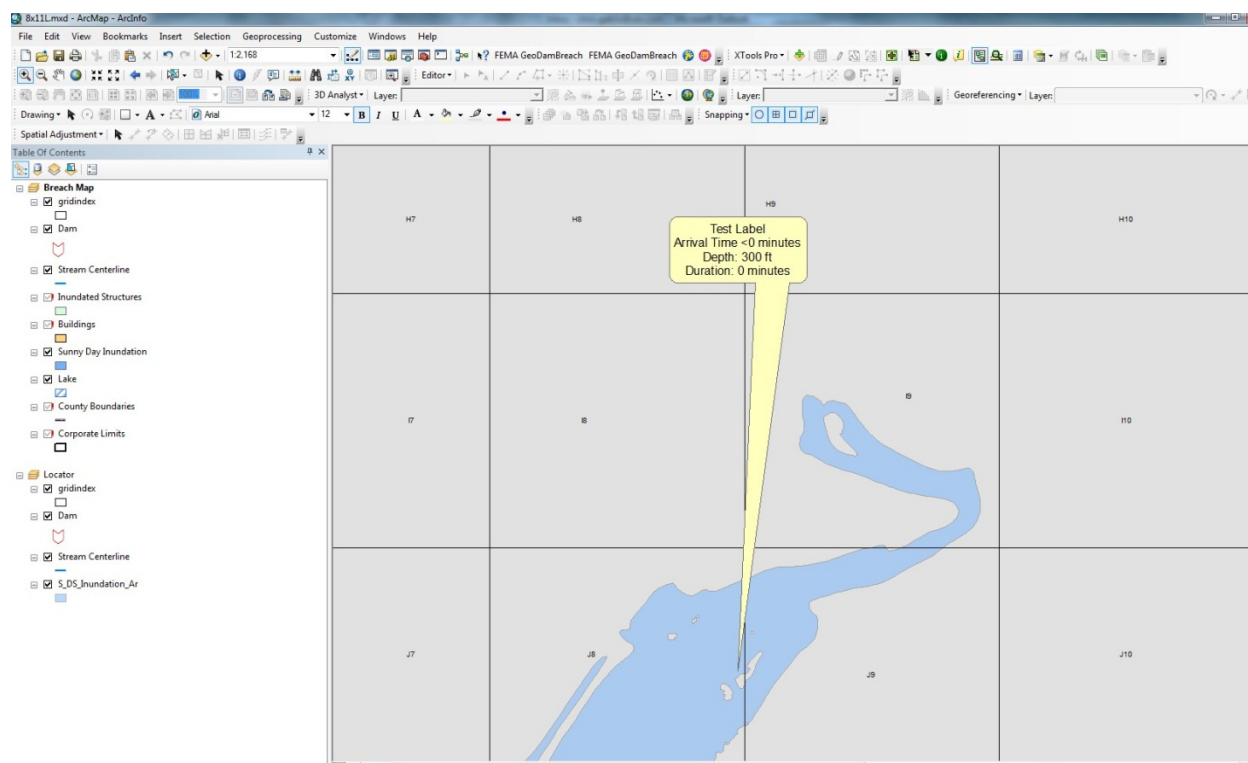 8x11L.mxd - ArcMap - ArcInfo
File Edit View Bookmarks Insert Selection Geoprocessing Customize Windows Help
1:2.168 FEMA GeoDamBreach FEMA GeoDamBreach XTools Pro
Editor
100% 3D Analyst Layer: Layer: Georeferencing Layer:
Drawing A Arial 12 B I U A Snapping
Spatial Adjustment
Table Of Contents
Breach Map
gridindex
Dam
Stream Centerline
Inundated Structures
Buildings
Sunny Day Inundation
Lake
County Boundaries
Corporate Limits
Locator
gridindex
Dam
Stream Centerline
S_DS_Inundation_Ar
H7 H8 H9 H10
Test Label
Arrival Time <0 minutes
Depth: 300 ft
Duration: 0 minutes
I7 I8 I9 I10
J7 J8 J9 J10